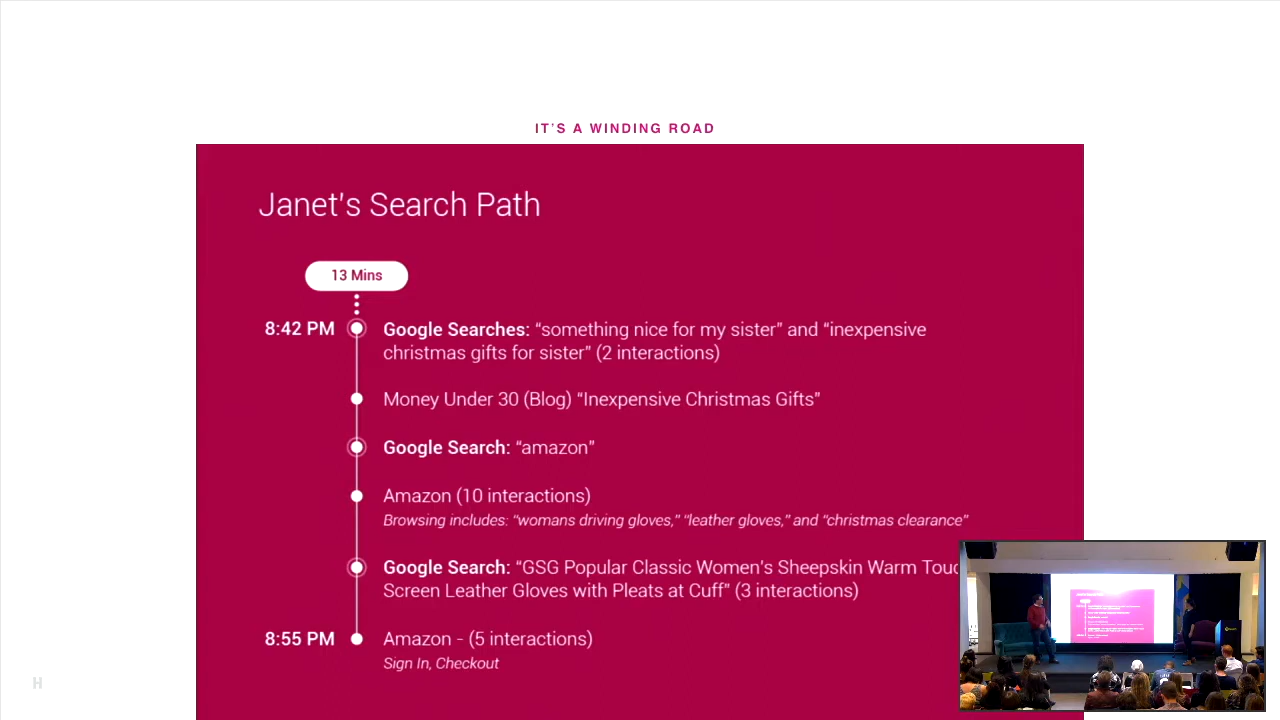 IT'S A WINDING ROAD
Janet's Search Path
13 Mins
8:42 PM
Google Searches: “something nice for my sister” and “inexpensive
christmas gifts for sister” (2 interactions)
Money Under 30 (Blog) “Inexpensive Christmas Gifts”
Google Search: “amazon”
Amazon (10 interactions)
Browsing includes: “womans driving gloves,” “leather gloves,” and “christmas clearance”
Google Search: “GSG Popular Classic Women's Sheepskin Warm
Screen Leather Gloves with Pleats at Cuff” (3 interactions)
8:55 PM
Amazon - (5 interactions)
Sign In, Checkout
H